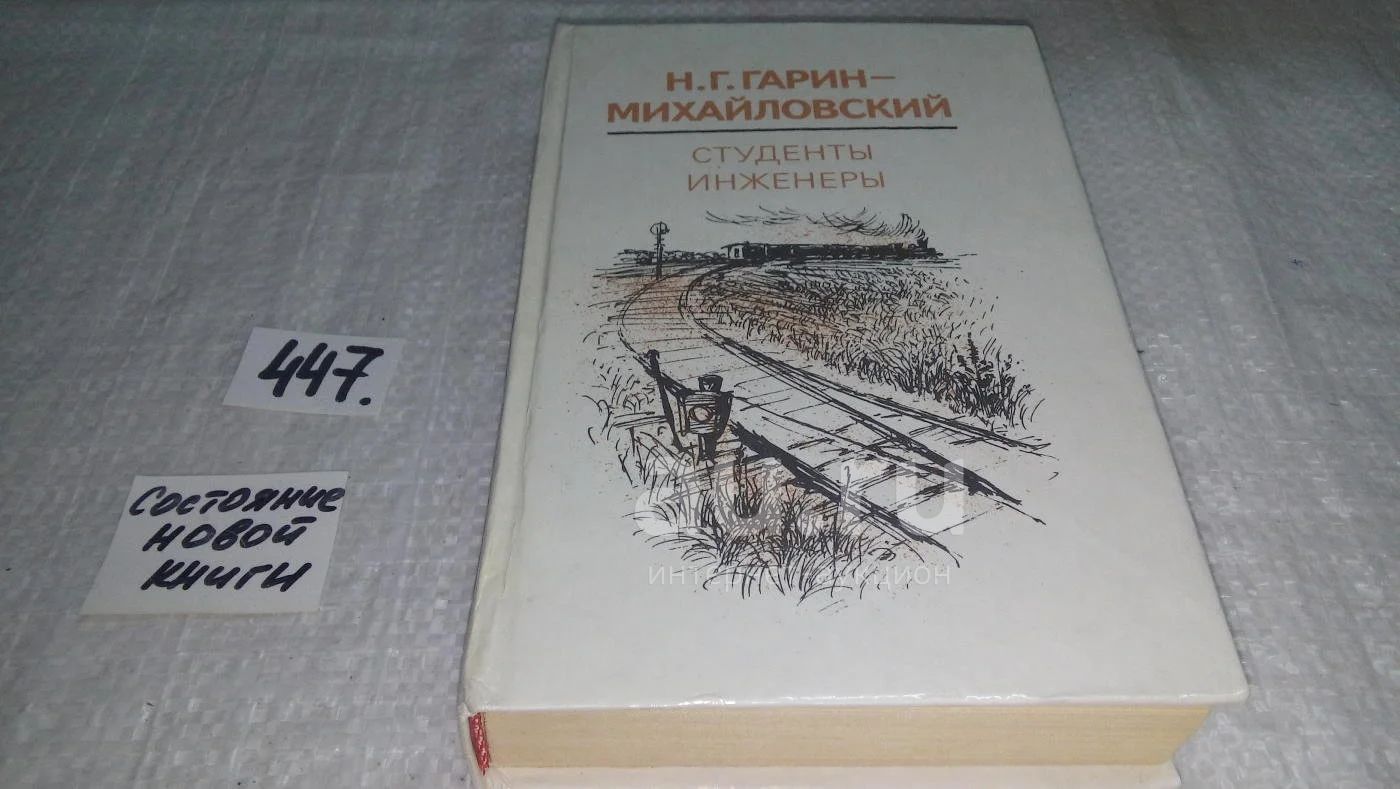 Н.Г. ГАРИН–
МИХАЙЛОВСКИЙ
СТУДЕНТЫ
ИНЖЕНЕРЫ
447.
Состояние
новой
книги